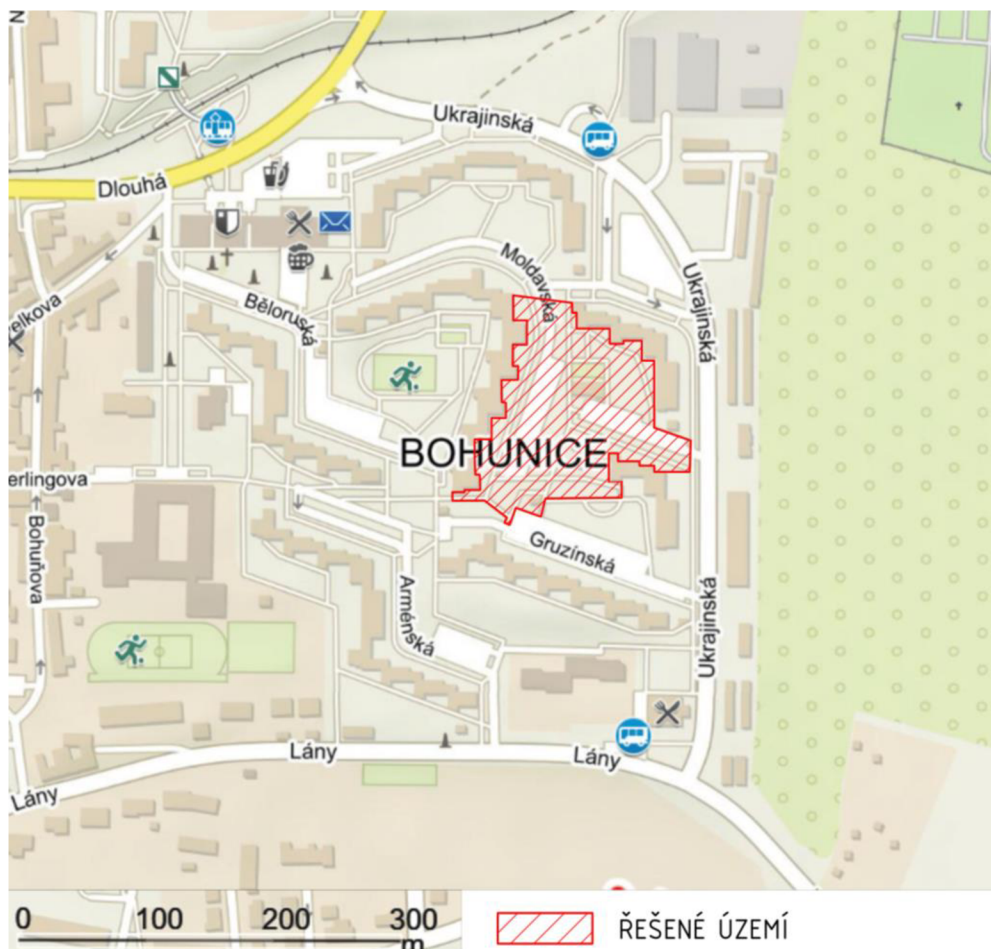 N
Ukrajinská
Dlouhá
Moldavská
elkova
Běloruská
Ukrajinská
BOHUNICE
erlingova
Bohuňova
Gruzínská
Arménská
Ukrajinská
Lány
Lány
Lány
0 100 200 300
m
ŘEŠENÉ ÚZEMÍ